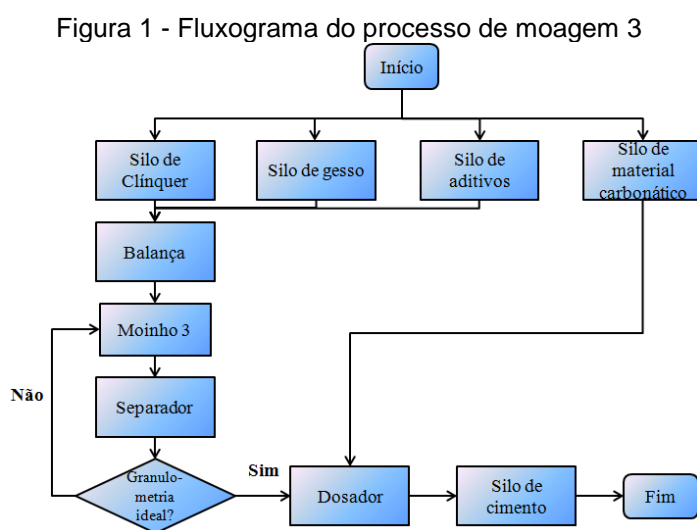 Figura 1 - Fluxograma do processo de moagem 3
Início
Silo de
Clínquer
Silo de gesso
Silo de
aditivos
Silo de
material
carbonático
Balança
Moinho 3
Não
Separador
Granulo-
metria
ideal?
Sim
Dosador
Silo de
cimento
Fim